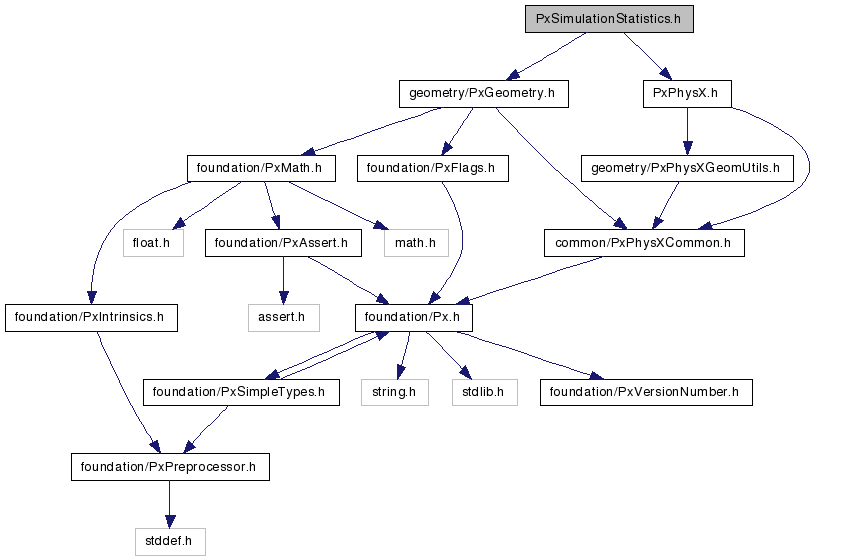 PxSimulationStatistics.h
geometry/PxGeometry.h
PxPhysX.h
foundation/PxMath.h
foundation/PxFlags.h
geometry/PxPhysXGeomUtils.h
float.h
foundation/PxAssert.h
math.h
common/PxPhysXCommon.h
foundation/PxIntrinsics.h
assert.h
foundation/Px.h
foundation/PxSimpleTypes.h
string.h
stdlib.h
foundation/PxVersionNumber.h
foundation/PxPreprocessor.h
stddef.h